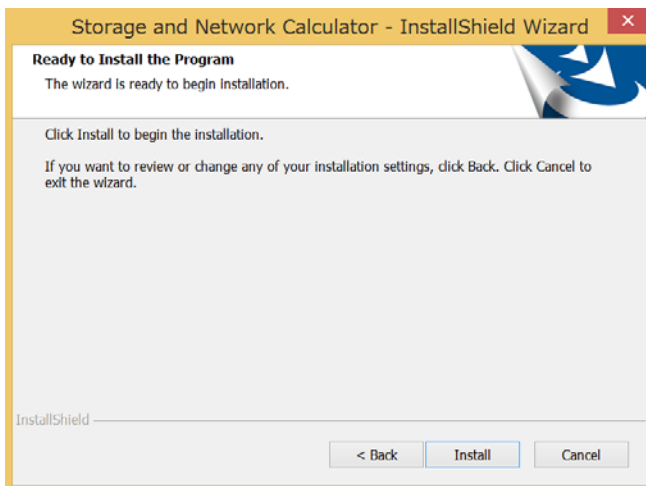 Storage and Network Calculator - InstallShield Wizard
Ready to Install the Program
The wizard is ready to begin installation.
Click Install to begin the installation.
If you want to review or change any of your installation settings, click Back. Click Cancel to
exit the wizard.
InstallShield
< Back Install Cancel